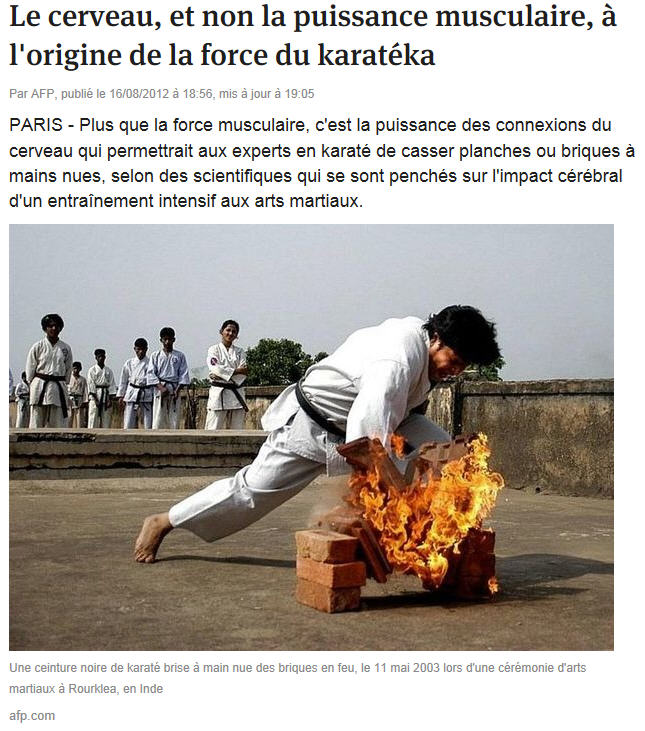 Le cerveau, et non la puissance musculaire, à
l'origine de la force du karatéka
Par AFP, publié le 16/08/2012 à 18:56, mis à jour à 19:05
PARIS - Plus que la force musculaire, c'est la puissance des connexions du
cerveau qui permettrait aux experts en karaté de casser planches ou briques à
mains nues, selon des scientifiques qui se sont penchés sur l'impact cérébral
d'un entraînement intensif aux arts martiaux.
Une ceinture noire de karaté brise à main nue des briques en feu, le 11 mai 2003 lors d'une cérémonie d'arts
martiaux à Rourklea, en Inde
afp.com